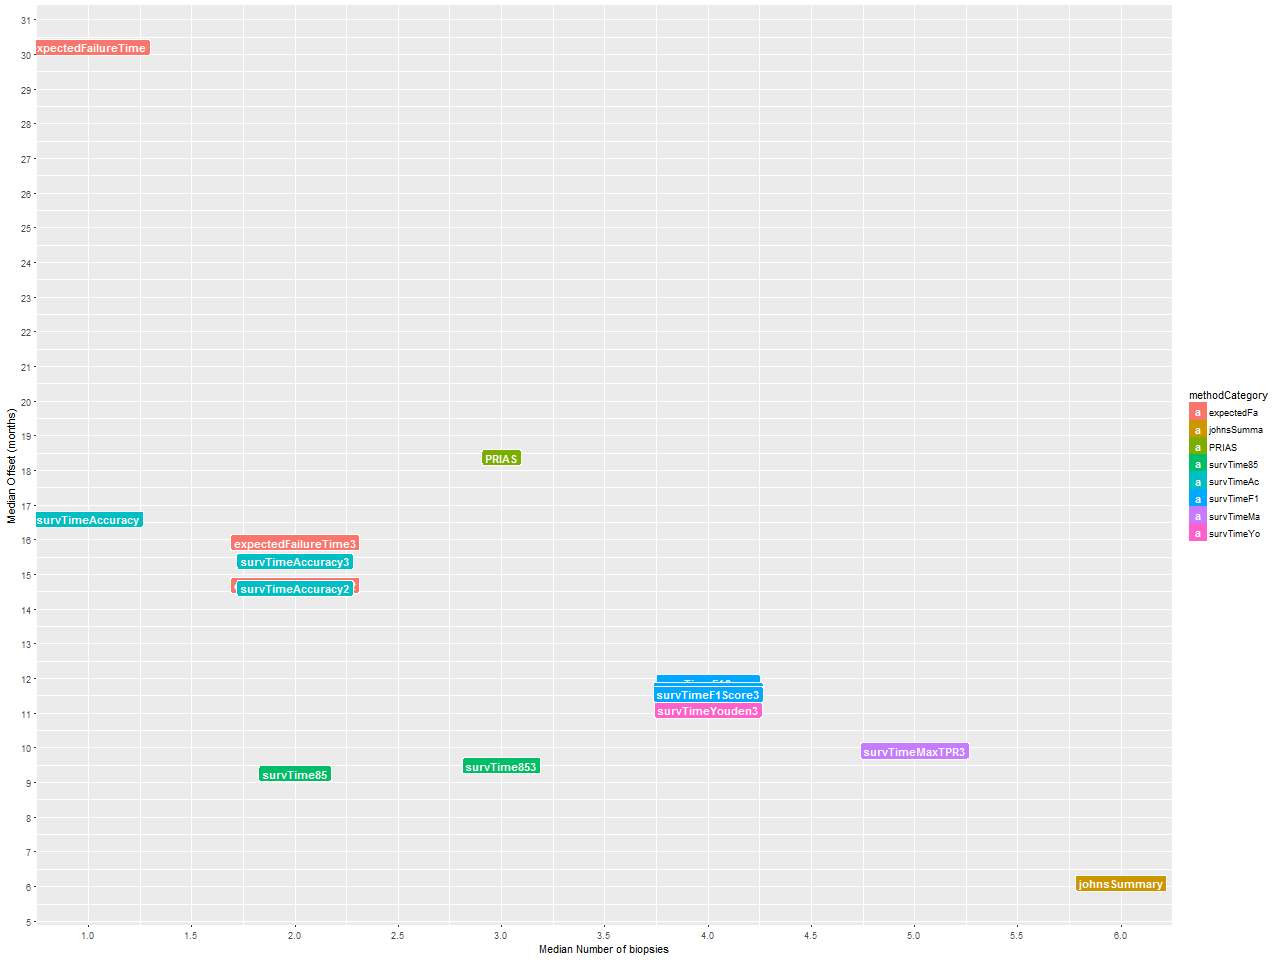 31
30
29
28
27
26
25
24
23
22
21
20
19
18
17
16
15
14
13
12
11
10
9
8
7
6
5
Median Offset (months)
xpectedFailureTime
PRIAS
survTimeAccuracy
expectedFailureTime3
survTimeAccuracy3
survTimeAccuracy2
survTimeF1Score3
survTimeYouden3
survTimeMaxTPR3
survTime853
survTime85
johnsSummary
1.0 1.5 2.0 2.5 3.0 3.5 4.0 4.5 5.0 5.5 6.0
Median Number of biopsies
methodCategory
a expectedFa
a johnsSumma
a PRIAS
a survTime85
a survTimeAc
a survTimeF1
a survTimeMa
a survTimeYo